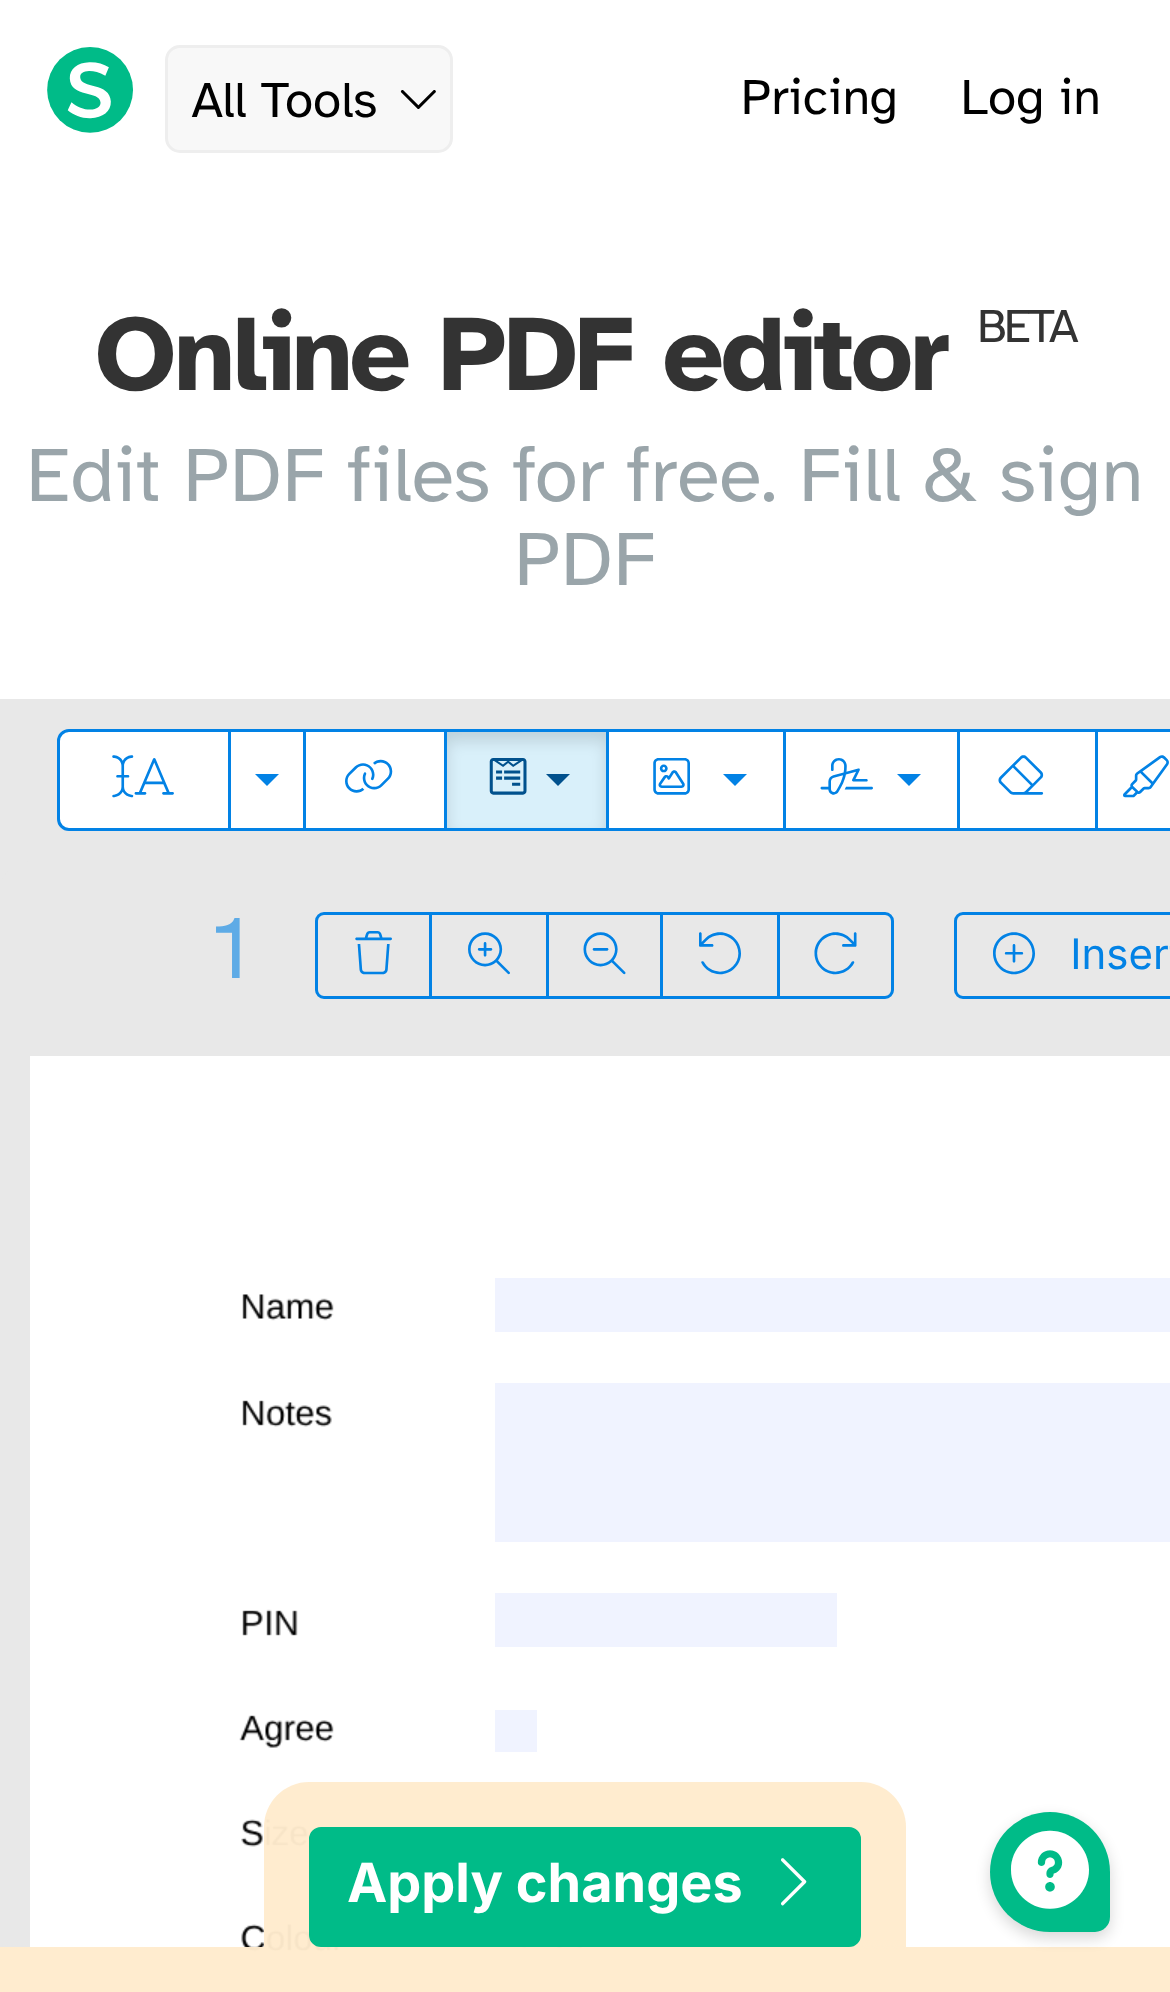 S All Tools Pricing Log in
Online PDF editor BETA
Edit PDF files for free. Fill & sign
PDF
1 Inser
Name
Notes
PIN
Agree
Size
Apply changes
?